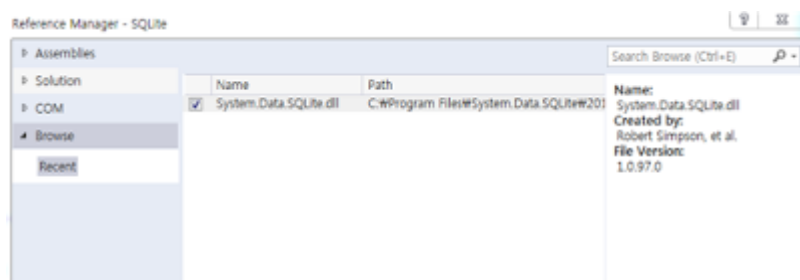 Reference Manager - SQLite
Assemblies
Solution
COM
Browse
Recent
Name Path
System.Data.SQLite.dll C:₩Program Files₩System.Data.SQLite₩201
Search Browse (Ctrl+E)
Name:
System.Data.SQLite.dll
Created by:
Robert Simpson, et al.
File Version:
1.0.97.0